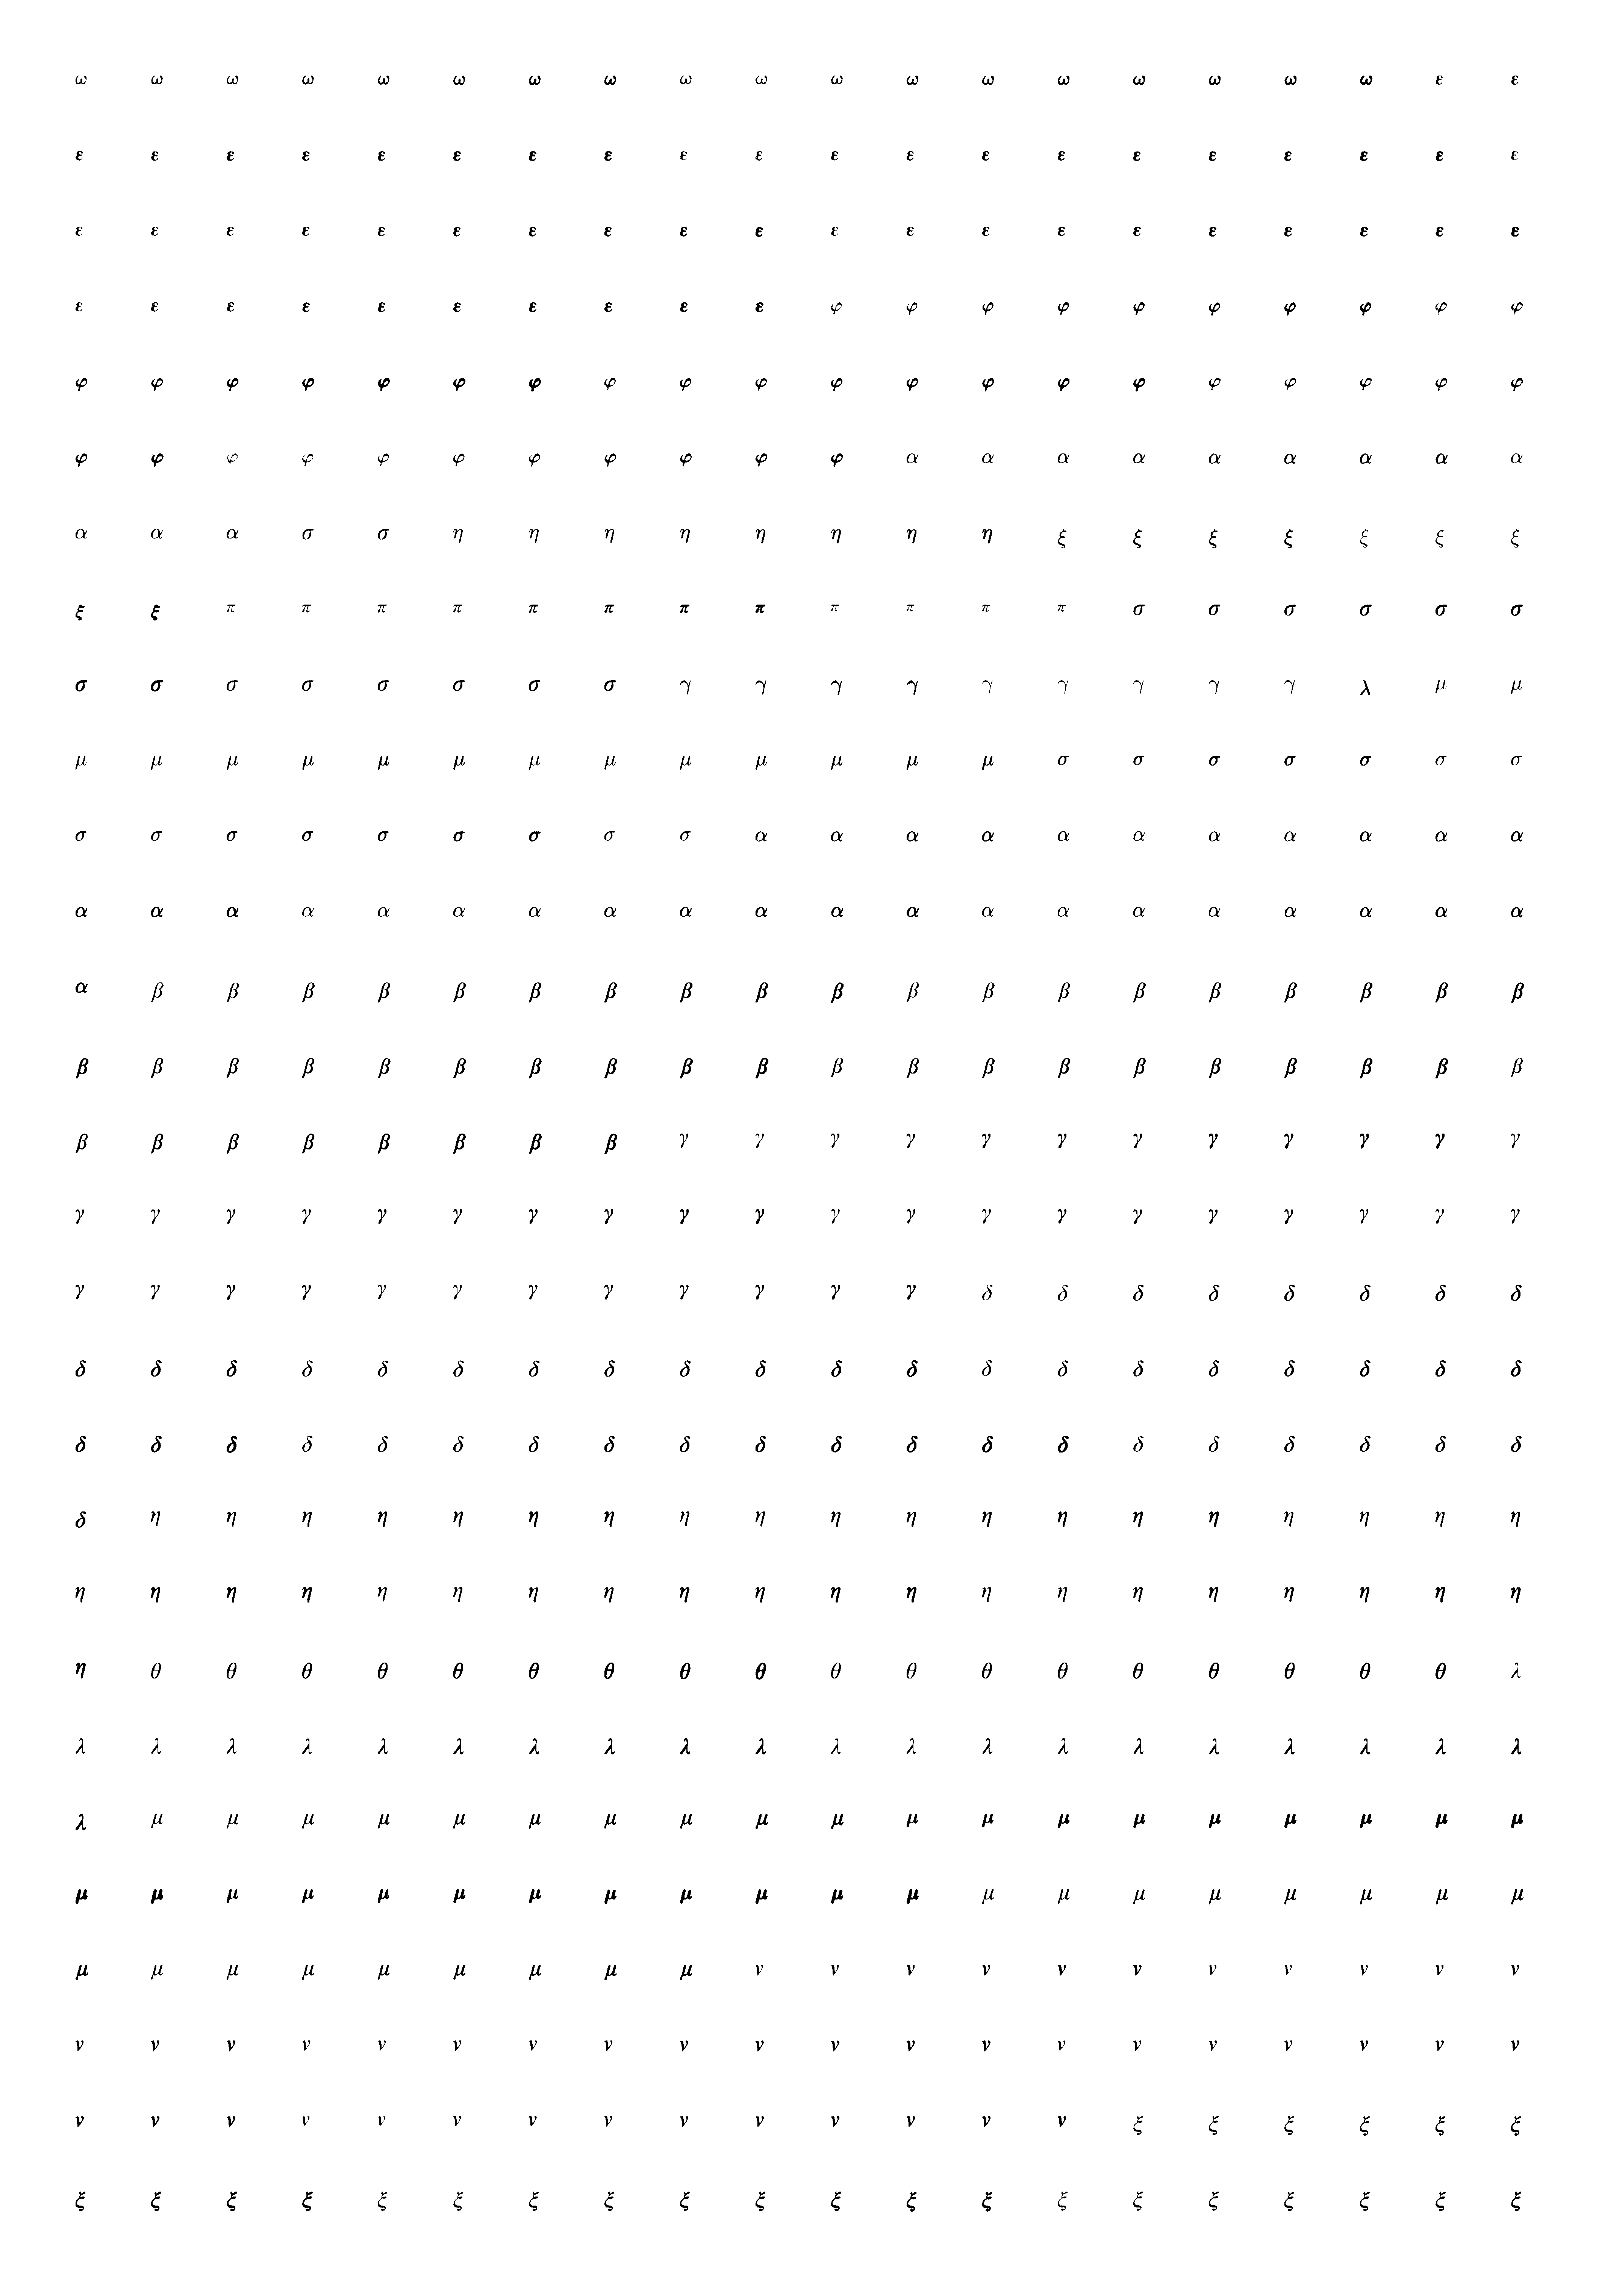 ω ω ω ω ω ω ω ω ω ω ω ω ω ω ω ω ω ω ε ε
ε ε ε ε ε ε ε ε ε ε ε ε ε ε ε ε ε ε ε ε
ε ε ε ε ε ε ε ε ε ε ε ε ε ε ε ε ε ε ε ε
ε ε ε ε ε ε ε ε ε ε φ φ φ φ φ φ φ φ φ φ
φ φ φ φ φ φ φ φ φ φ φ φ φ φ φ φ φ φ φ φ
φ φ φ φ φ φ φ φ φ φ φ α α α α α α α α α
α α α σ σ η η η η η η η η ξ ξ ξ ξ ξ ξ ξ
ξ ξ π π π π π π π π π π π π σ σ σ σ σ σ
σ σ σ σ σ σ σ σ γ γ γ γ γ γ γ γ γ λ μ μ
μ μ μ μ μ μ μ μ μ μ μ μ μ σ σ σ σ σ σ σ
σ σ σ σ σ σ σ σ σ α α α α α α α α α α α
α α α α α α α α α α α α α α α α α α α α
α β β β β β β β β β β β β β β β β β β β
β β β β β β β β β β β β β β β β β β β β
β β β β β β β β γ γ γ γ γ γ γ γ γ γ γ γ
γ γ γ γ γ γ γ γ γ γ γ γ γ γ γ γ γ γ γ γ
γ γ γ γ γ γ γ γ γ γ γ γ δ δ δ δ δ δ δ δ
δ δ δ δ δ δ δ δ δ δ δ δ δ δ δ δ δ δ δ δ
δ δ δ δ δ δ δ δ δ δ δ δ δ δ δ δ δ δ δ δ
δ η η η η η η η η η η η η η η η η η η η
η η η η η η η η η η η η η η η η η η η η
η θ θ θ θ θ θ θ θ θ θ θ θ θ θ θ θ θ θ λ
λ λ λ λ λ λ λ λ λ λ λ λ λ λ λ λ λ λ λ λ
λ μ μ μ μ μ μ μ μ μ μ μ μ μ μ μ μ μ μ μ
μ μ μ μ μ μ μ μ μ μ μ μ μ μ μ μ μ μ μ μ
μ μ μ μ μ μ μ μ μ ν ν ν ν ν ν ν ν ν ν ν
ν ν ν ν ν ν ν ν ν ν ν ν ν ν ν ν ν ν ν ν
ν ν ν ν ν ν ν ν ν ν ν ν ν ν ξ ξ ξ ξ ξ ξ
ξ ξ ξ ξ ξ ξ ξ ξ ξ ξ ξ ξ ξ ξ ξ ξ ξ ξ ξ ξ